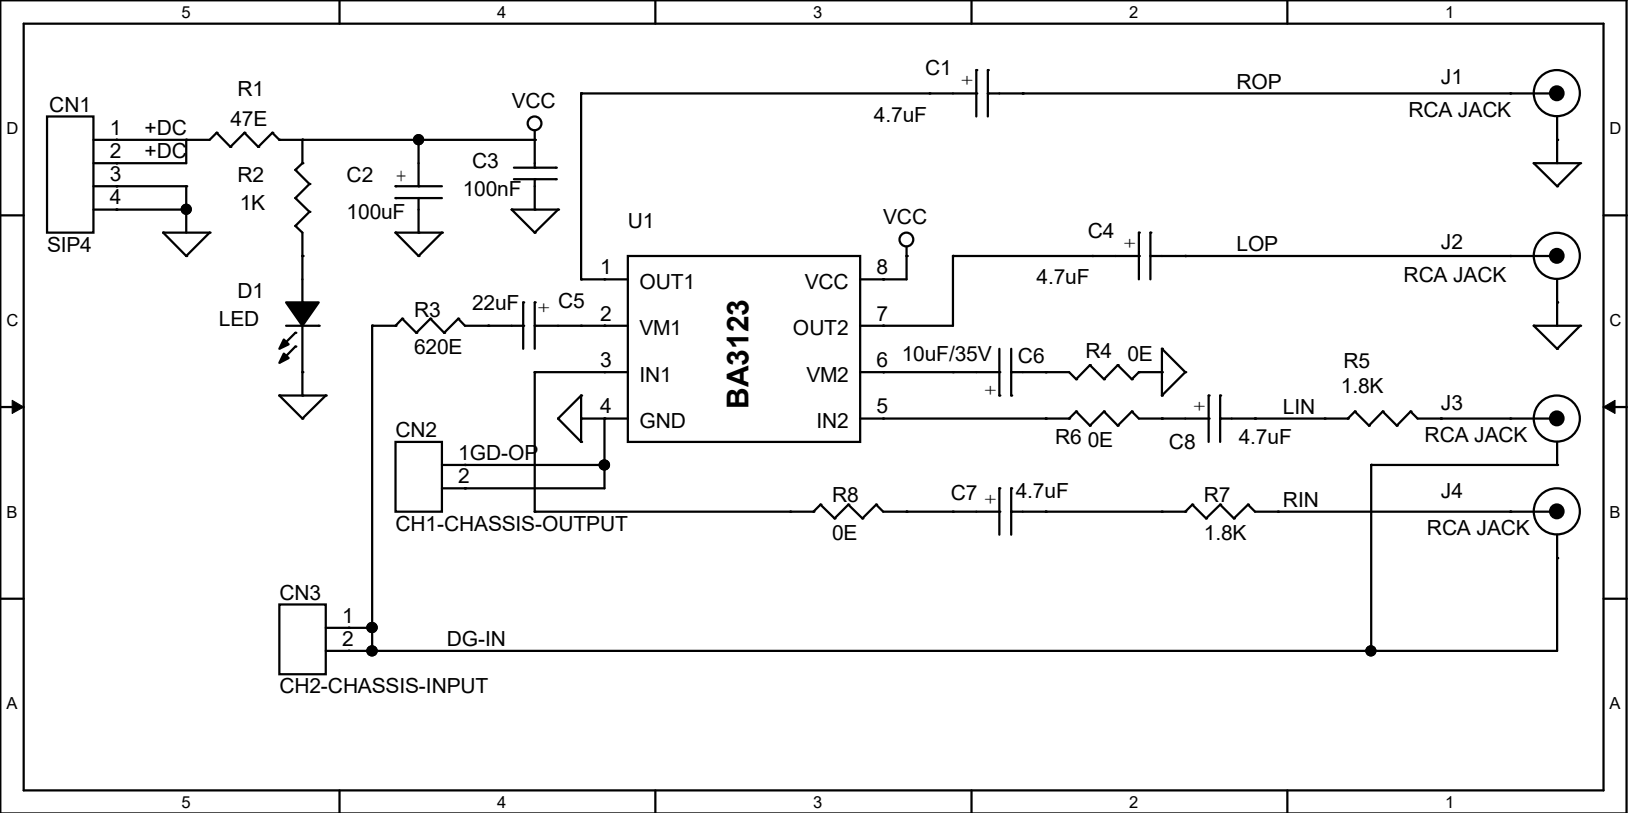 5 4 3 2 1
D
C
B
A
D
C
B
A
CN1
1 +DC
2 +DC
3
4
SIP4
R1
47E
R2
1K
D1
LED
C2
+
100uF
C3
100nF
VCC
C1
+
4.7uF
ROP
J1
RCA JACK
U1
BA3123
1 OUT1
2 VM1
3 IN1
4 GND
VCC 8
OUT2 7
VM2 6
IN2 5
VCC
C4
+
4.7uF
LOP
J2
RCA JACK
R3
620E
22uF
+
C5
10uF/35V
+
C6
R4 0E
R5
1.8K
R6 0E
+
C8
4.7uF
LIN
J3
RCA JACK
CN2
1GD-OP
2
CH1-CHASSIS-OUTPUT
R8
0E
C7
+
4.7uF
R7
1.8K
RIN
J4
RCA JACK
CN3
1
2
DG-IN
CH2-CHASSIS-INPUT
5 4 3 2 1